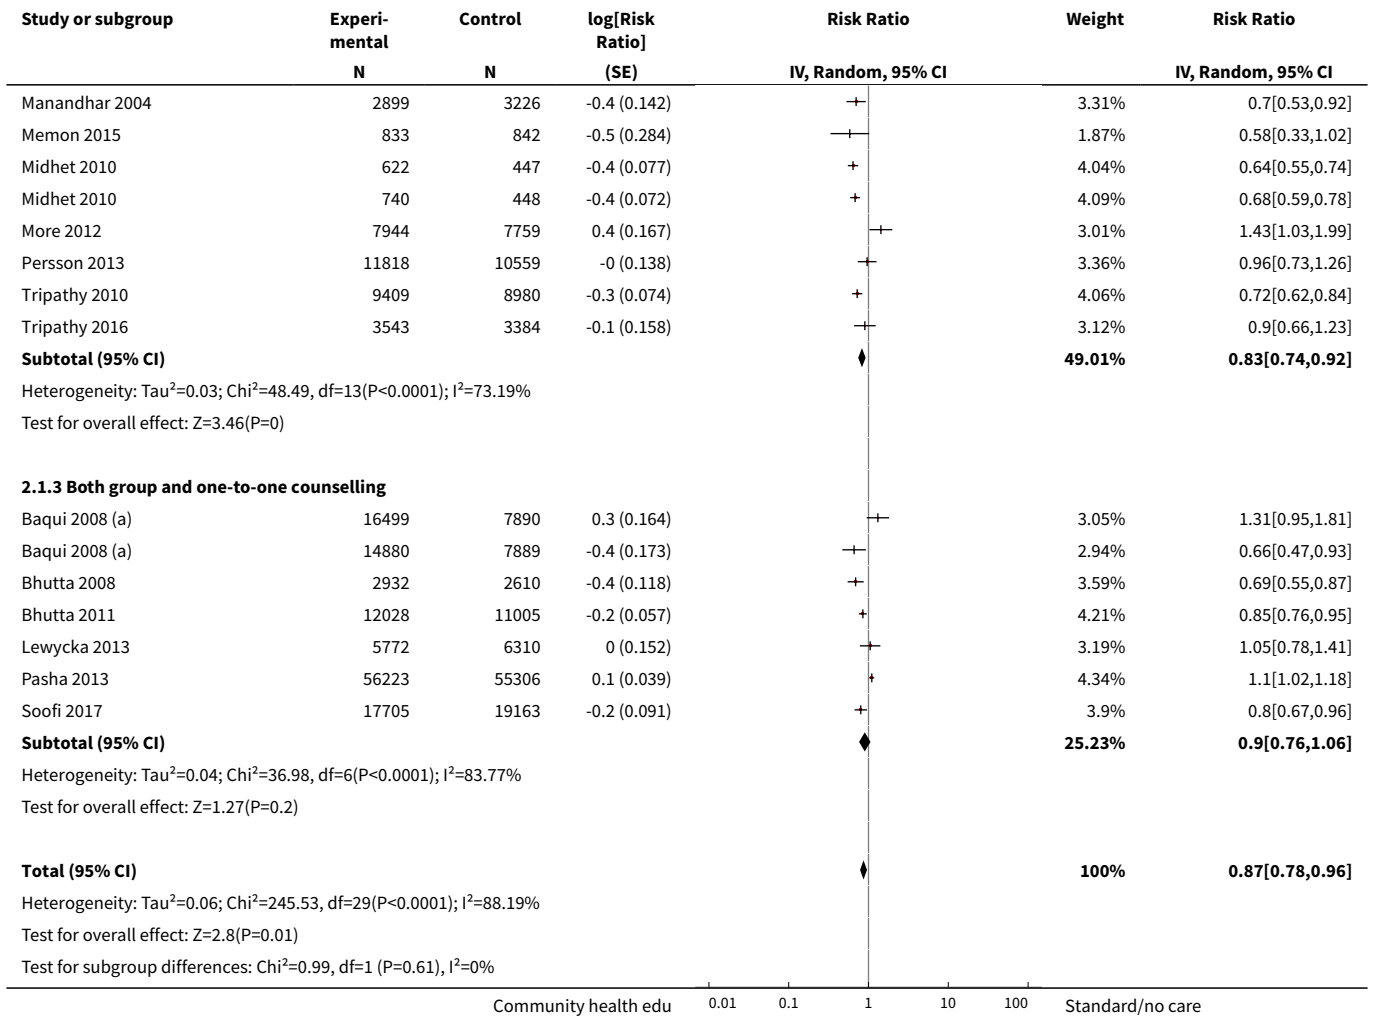 Study or subgroup Experi- Control log[Risk Risk Ratio Weight Risk Ratio
mental Ratio]
N N (SE) IV, Random, 95% CI IV, Random, 95% CI
Manandhar 2004 2899 3226 -0.4 (0.142) 3.31% 0.7[0.53,0.92]
Memon 2015 833 842 -0.5 (0.284) 1.87% 0.58[0.33,1.02]
Midhet 2010 622 447 -0.4 (0.077) 4.04% 0.64[0.55,0.74]
Midhet 2010 740 448 -0.4 (0.072) 4.09% 0.68[0.59,0.78]
More 2012 7944 7759 0.4 (0.167) 3.01% 1.43[1.03,1.99]
Persson 2013 11818 10559 -0 (0.138) 3.36% 0.96[0.73,1.26]
Tripathy 2010 9409 8980 -0.3 (0.074) 4.06% 0.72[0.62,0.84]
Tripathy 2016 3543 3384 -0.1 (0.158) 3.12% 0.9[0.66,1.23]
Subtotal (95% CI) 49.01% 0.83[0.74,0.92]
Heterogeneity: Tau²=0.03; Chi²=48.49, df=13(P<0.0001); I²=73.19%
Test for overall effect: Z=3.46(P=0)
2.1.3 Both group and one-to-one counselling
Baqui 2008 (a) 16499 7890 0.3 (0.164) 3.05% 1.31[0.95,1.81]
Baqui 2008 (a) 14880 7889 -0.4 (0.173) 2.94% 0.66[0.47,0.93]
Bhutta 2008 2932 2610 -0.4 (0.118) 3.59% 0.69[0.55,0.87]
Bhutta 2011 12028 11005 -0.2 (0.057) 4.21% 0.85[0.76,0.95]
Lewycka 2013 5772 6310 0 (0.152) 3.19% 1.05[0.78,1.41]
Pasha 2013 56223 55306 0.1 (0.039) 4.34% 1.1[1.02,1.18]
Soofi 2017 17705 19163 -0.2 (0.091) 3.9% 0.8[0.67,0.96]
Subtotal (95% CI) 25.23% 0.9[0.76,1.06]
Heterogeneity: Tau²=0.04; Chi²=36.98, df=6(P<0.0001); I²=83.77%
Test for overall effect: Z=1.27(P=0.2)
Total (95% CI) 100% 0.87[0.78,0.96]
Heterogeneity: Tau²=0.06; Chi²=245.53, df=29(P<0.0001); I²=88.19%
Test for overall effect: Z=2.8(P=0.01)
Test for subgroup differences: Chi²=0.99, df=1 (P=0.61), I²=0%
Community health edu 0.01 0.1 1 10 100 Standard/no care